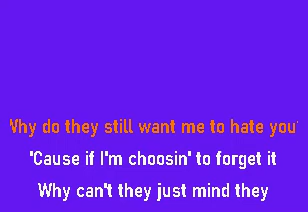 Why do they still want me to hate you
'Cause if I'm choosin' to forget it
Why can't they just mind they